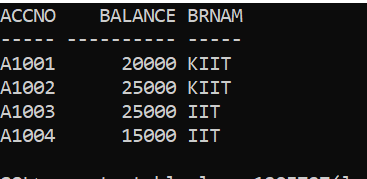 ACCNO    BALANCE BRNAM
----- ---------- -----
A1001      20000 KIIT
A1002      25000 KIIT
A1003      25000 IIT
A1004      15000 IIT